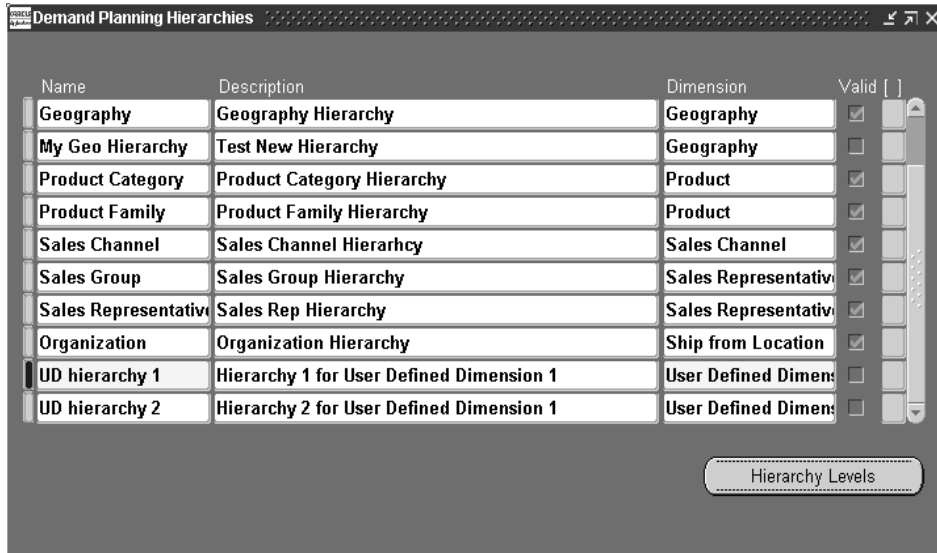 ORACLE Demand Planning Hierarchies
Name Description Dimension Valid [ ]
Geography Geography Hierarchy Geography
My Geo Hierarchy Test New Hierarchy Geography
Product Category Product Category Hierarchy Product
Product Family Product Family Hierarchy Product
Sales Channel Sales Channel Hierarhcy Sales Channel
Sales Group Sales Group Hierarchy Sales Representativ
Sales Representativ Sales Rep Hierarchy Sales Representativ
Organization Organization Hierarchy Ship from Location
UD hierarchy 1 Hierarchy 1 for User Defined Dimension 1 User Defined Dimens
UD hierarchy 2 Hierarchy 2 for User Defined Dimension 1 User Defined Dimens
Hierarchy Levels